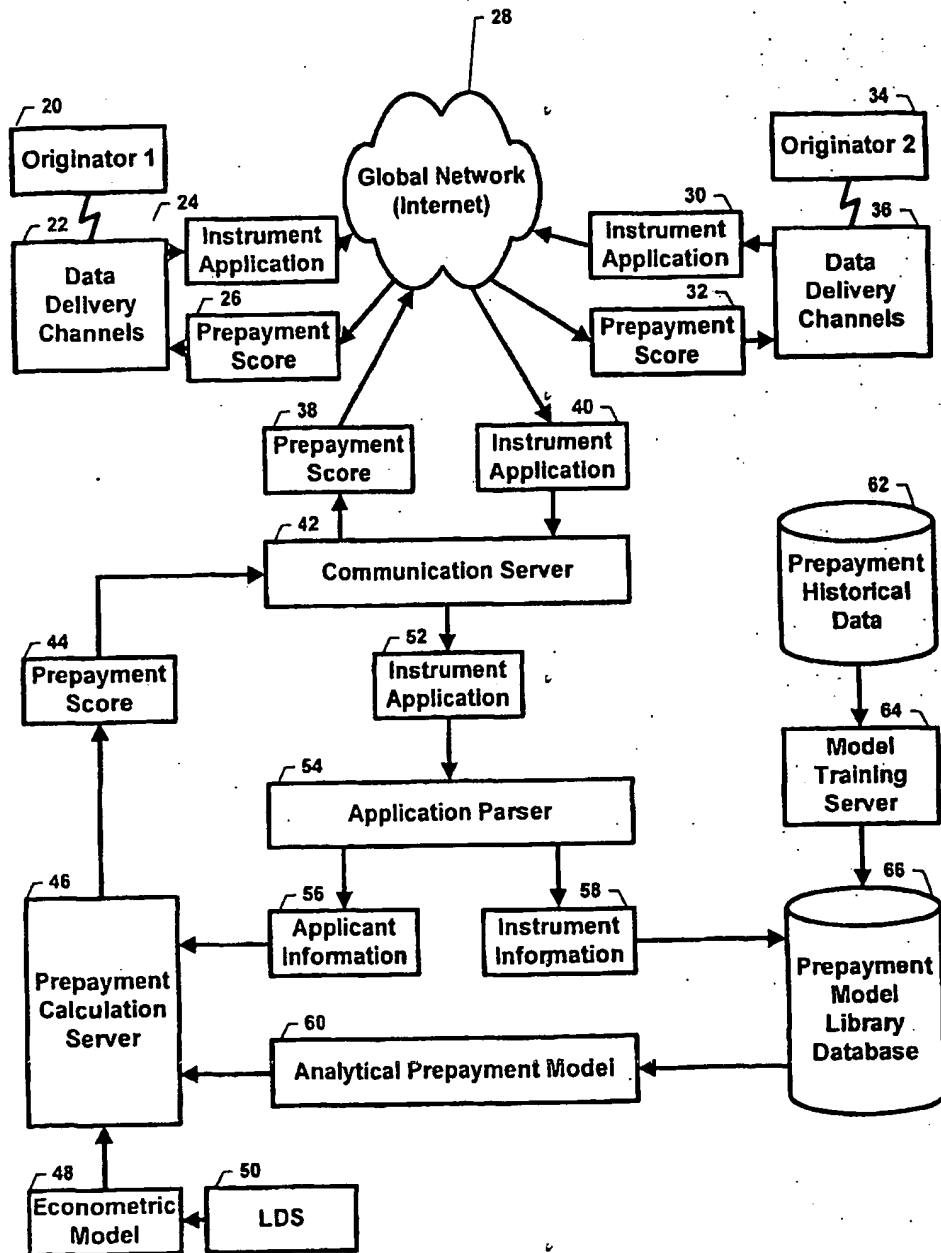 28
20
34
Originator 1
Originator 2
Global Network
(Internet)
24
30
22
36
Instrument
Application
Instrument
Application
Data
Delivery
Channels
Data
Delivery
Channels
26
32
Prepayment
Score
Prepayment
Score
38
40
Prepayment
Score
Instrument
Application
62
42
Communication Server
Prepayment
Historical
Data
44
52
Prepayment
Score
Instrument
Application
64
Model
Training
Server
54
Application Parser
46
56
58
66
Applicant
Information
Instrument
Information
Prepayment
Calculation
Server
Prepayment
Model
Library
Database
60
Analytical Prepayment Model
48
50
Econometric
Model
LDS